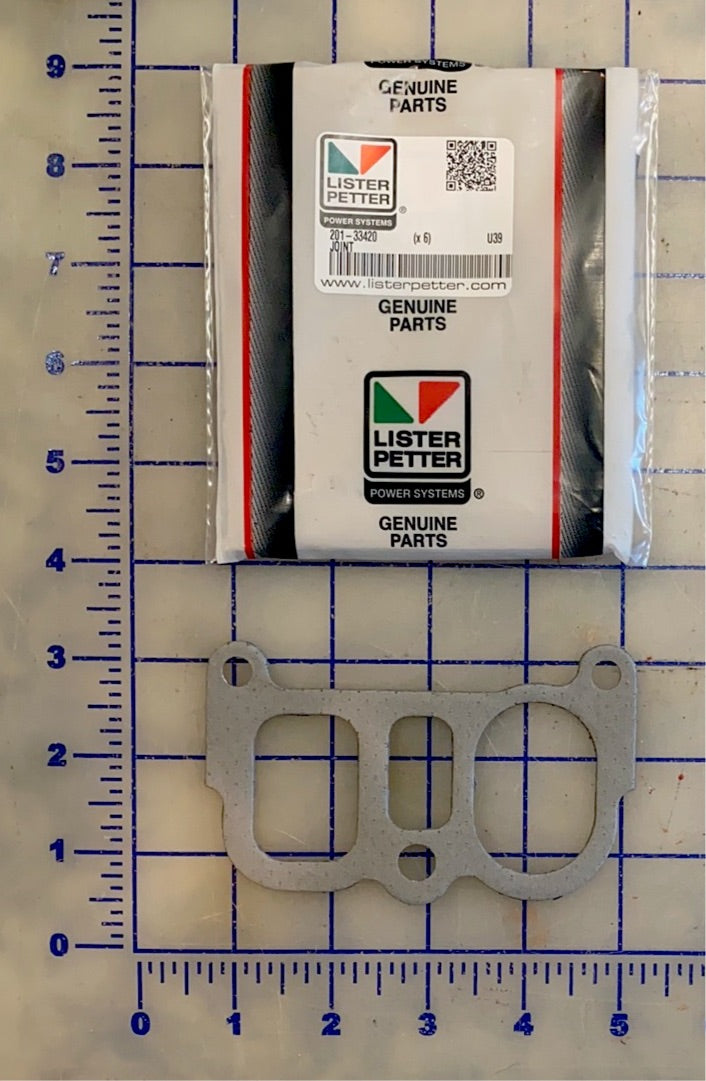 POWER SYSTEMS
GENUINE
PARTS
LISTER
PETTER
POWER SYSTEMS ®
201-33420 (x 6) U39
JOINT
www.listerpetter.com
GENUINE
PARTS
LISTER
PETTER
POWER SYSTEMS ®
GENUINE
PARTS
9
8
7
6
5
4
3
2
1
0
0 1 2 3 4 5